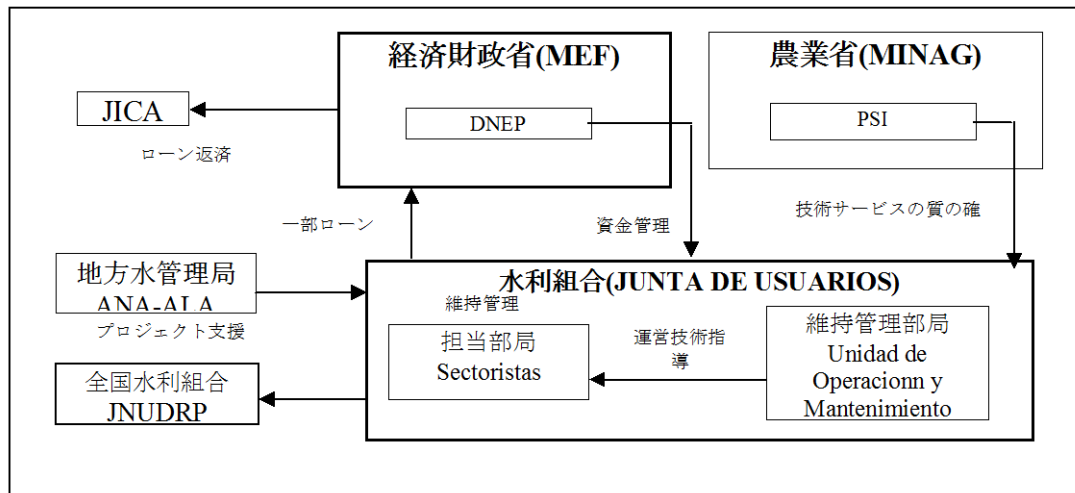 経済財政省(MEF)
DNEP
農業省(MINAG)
PSI
JICA
ローン返済
一部ローン
資金管理
技術サービスの質の確
地方水管理局
ANA-ALA
プロジェクト支援
全国水利組合
JNUDRP
水利組合(JUNTA DE USUARIOS)
維持管理
担当部局
Sectoristas
運営技術指
導
維持管理部局
Unidad de
Operacionn y
Mantenimiento